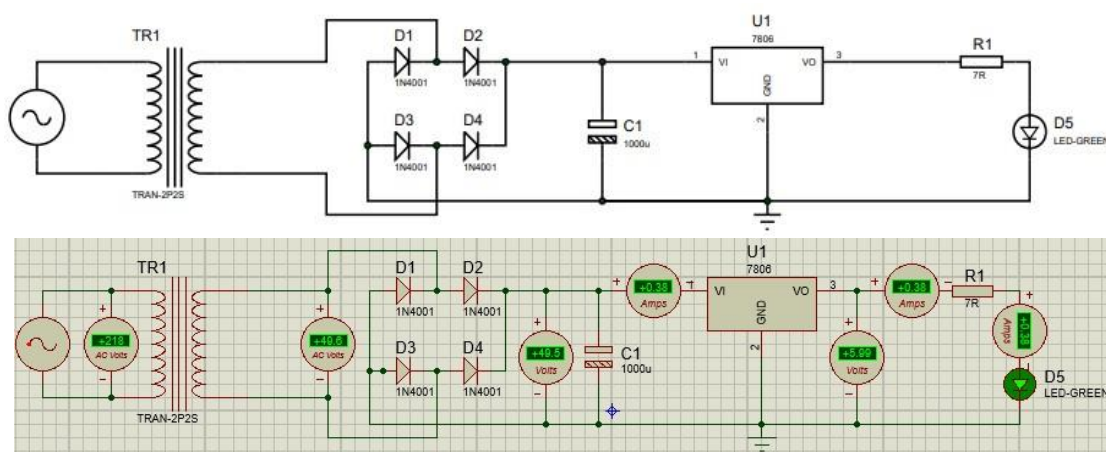 TR1
TRAN-2P2S
D1
1N4001
D2
1N4001
D3
1N4001
D4
1N4001
C1
1000u
U1
7806
1
VI
VO
3
GND
2
R1
7R
D5
LED-GREEN
TR1
+218
AC Volts
TRAN-2P2S
+49.6
AC Volts
D1
1N4001
D2
1N4001
D3
1N4001
D4
1N4001
+49.5
Volts
C1
1000u
+0.38
Amps
U1
7806
1
VI
VO
3
GND
2
+5.99
Volts
+0.38
Amps
R1
7R
+0.38
Amps
D5
LED-GREEN